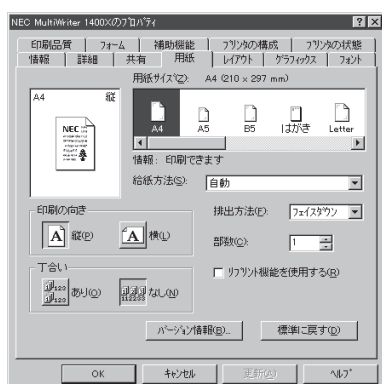 NEC MultiWriter 1400Xのﾌﾟﾛﾊﾟﾃｨ
印刷品質 ﾌｫｰﾑ 補助機能 ﾌﾟﾘﾝﾀの構成 ﾌﾟﾘﾝﾀの状態
情報 詳細 共有 用紙 ﾚｲｱｳﾄ ｸﾞﾗﾌｨｯｸｽ ﾌｫﾝﾄ
用紙ｻｲｽﾞ(Z): A4 (210 x 297 mm)
A4 縦
NEC
A4 A5 B5 はがき Letter
情報: 印刷できます
給紙方法(S): 自動
印刷の向き
A 縦(P) A 横(L)
排出方法(F): ﾌｪｲｽﾀﾞｳﾝ
部数(C): 1
丁合い
123 123 あり(O) 112233 なし(N)
ﾘﾌﾟﾘﾝﾄ機能を使用する(R)
ﾊﾞｰｼﾞｮﾝ情報(B)... 標準に戻す(D)
OK ｷｬﾝｾﾙ 更新(A) ﾍﾙﾌﾟ